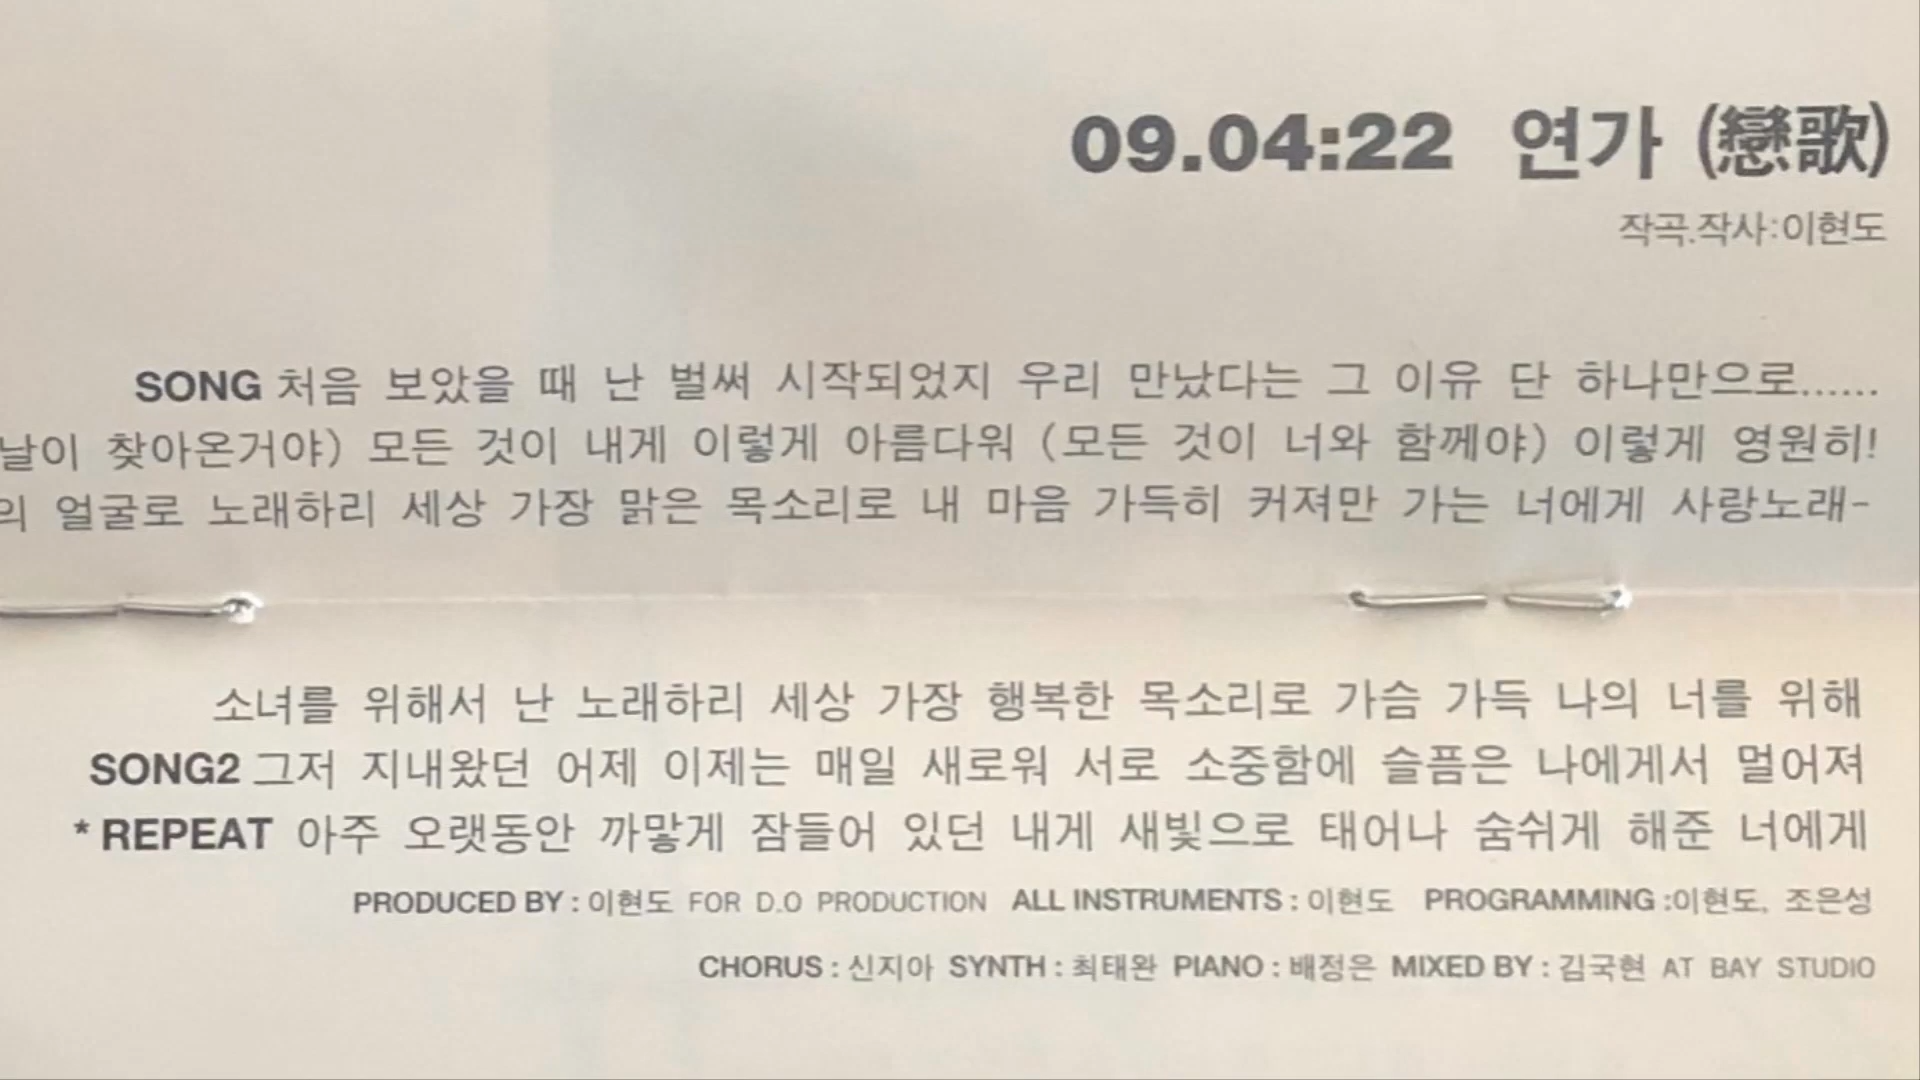 09.04:22 연가 (戀歌)
작곡.작사:이현도
SONG 처음 보았을 때 난 벌써 시작되었지 우리 만났다는 그 이유 단 하나만으로......
날이 찾아온거야) 모든 것이 내게 이렇게 아름다워 (모든 것이 너와 함께야) 이렇게 영원히!
의 얼굴로 노래하리 세상 가장 맑은 목소리로 내 마음 가득히 커져만 가는 너에게 사랑노래-
소녀를 위해서 난 노래하리 세상 가장 행복한 목소리로 가슴 가득 나의 너를 위해
SONG2 그저 지내왔던 어제 이제는 매일 새로워 서로 소중함에 슬픔은 나에게서 멀어져
* REPEAT 아주 오랫동안 까맣게 잠들어 있던 내게 새빛으로 태어나 숨쉬게 해준 너에게
PRODUCED BY : 이현도 FOR D.O PRODUCTION ALL INSTRUMENTS : 이현도 PROGRAMMING :이현도, 조은성
CHORUS : 신지아 SYNTH : 최태완 PIANO : 배정은 MIXED BY : 김국현 AT BAY STUDIO